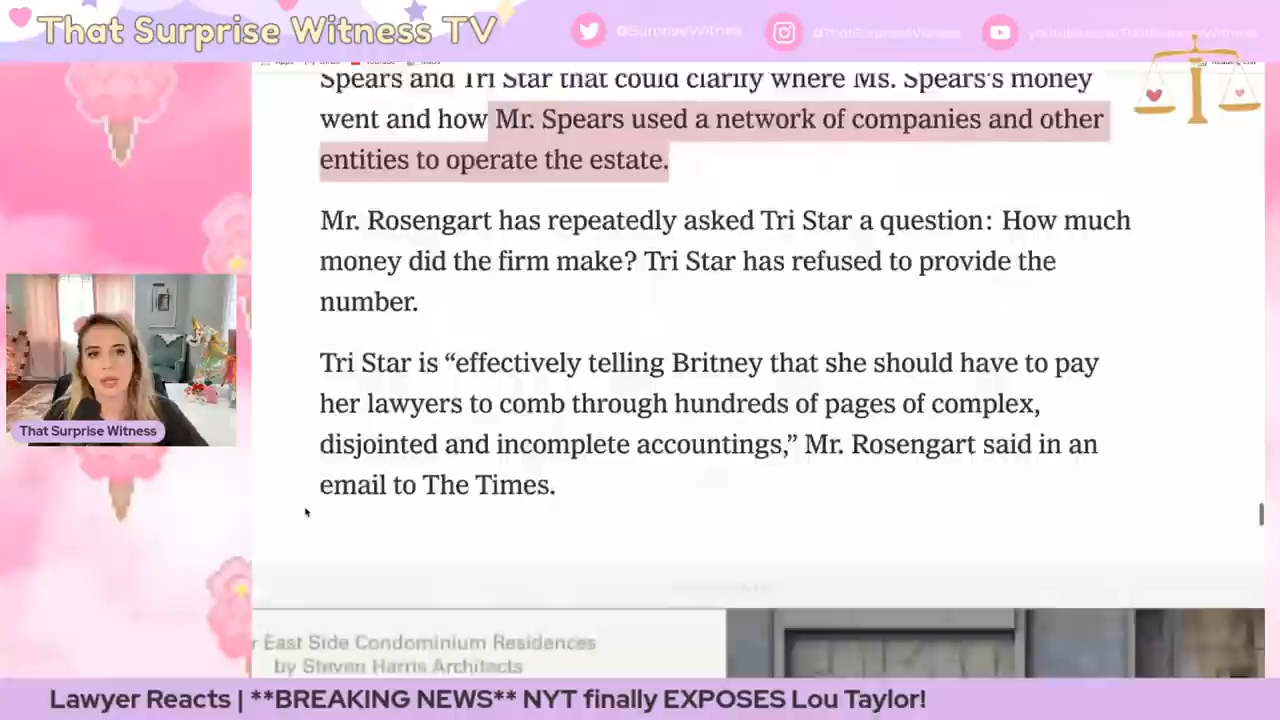 That Surprise Witness TV
@SurpriseWitnes
@ThatSurpriseWitness
Spears and Tri Star that could clarify where Ms. Spears's money
went and how Mr. Spears used a network of companies and other
entities to operate the estate.
Mr. Rosengart has repeatedly asked Tri Star a question: How much
money did the firm make? Tri Star has refused to provide the
number.
Tri Star is “effectively telling Britney that she should have to pay
her lawyers to comb through hundreds of pages of complex,
disjointed and incomplete accountings,” Mr. Rosengart said in an
email to The Times.
That Surprise Witness
r East Side Condominium Residences
by Steven Harris Architects
Lawyer Reacts | **BREAKING NEWS** NYT finally EXPOSES Lou Taylor!